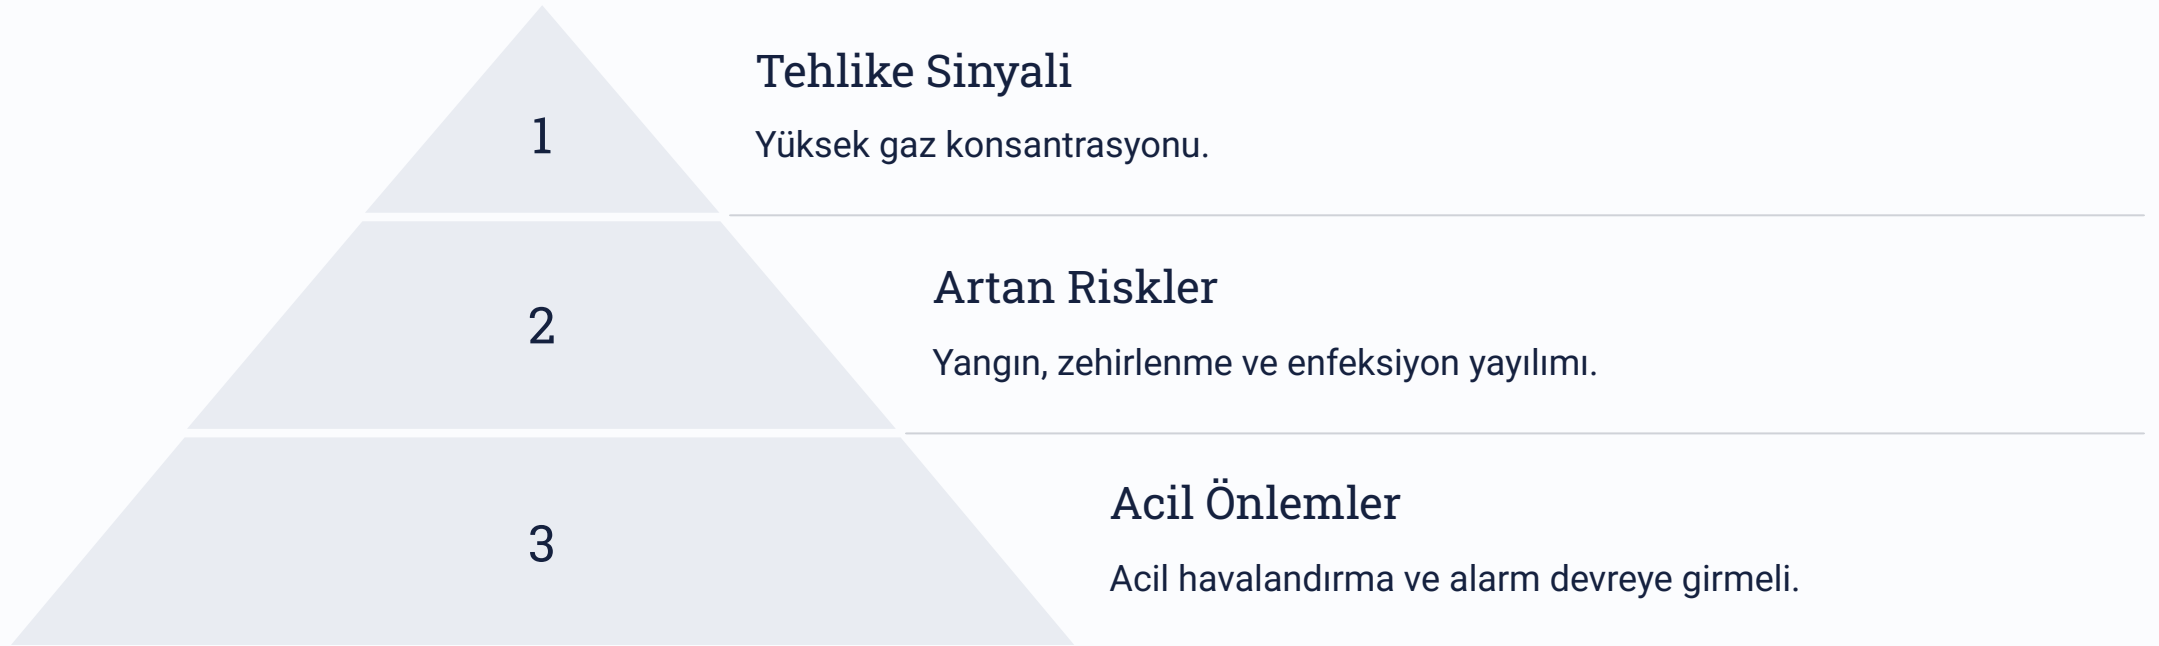 1
Tehlike Sinyali
Yüksek gaz konsantrasyonu.
2
Artan Riskler
Yangın, zehirlenme ve enfeksiyon yayılımı.
3
Acil Önlemler
Acil havalandırma ve alarm devreye girmeli.